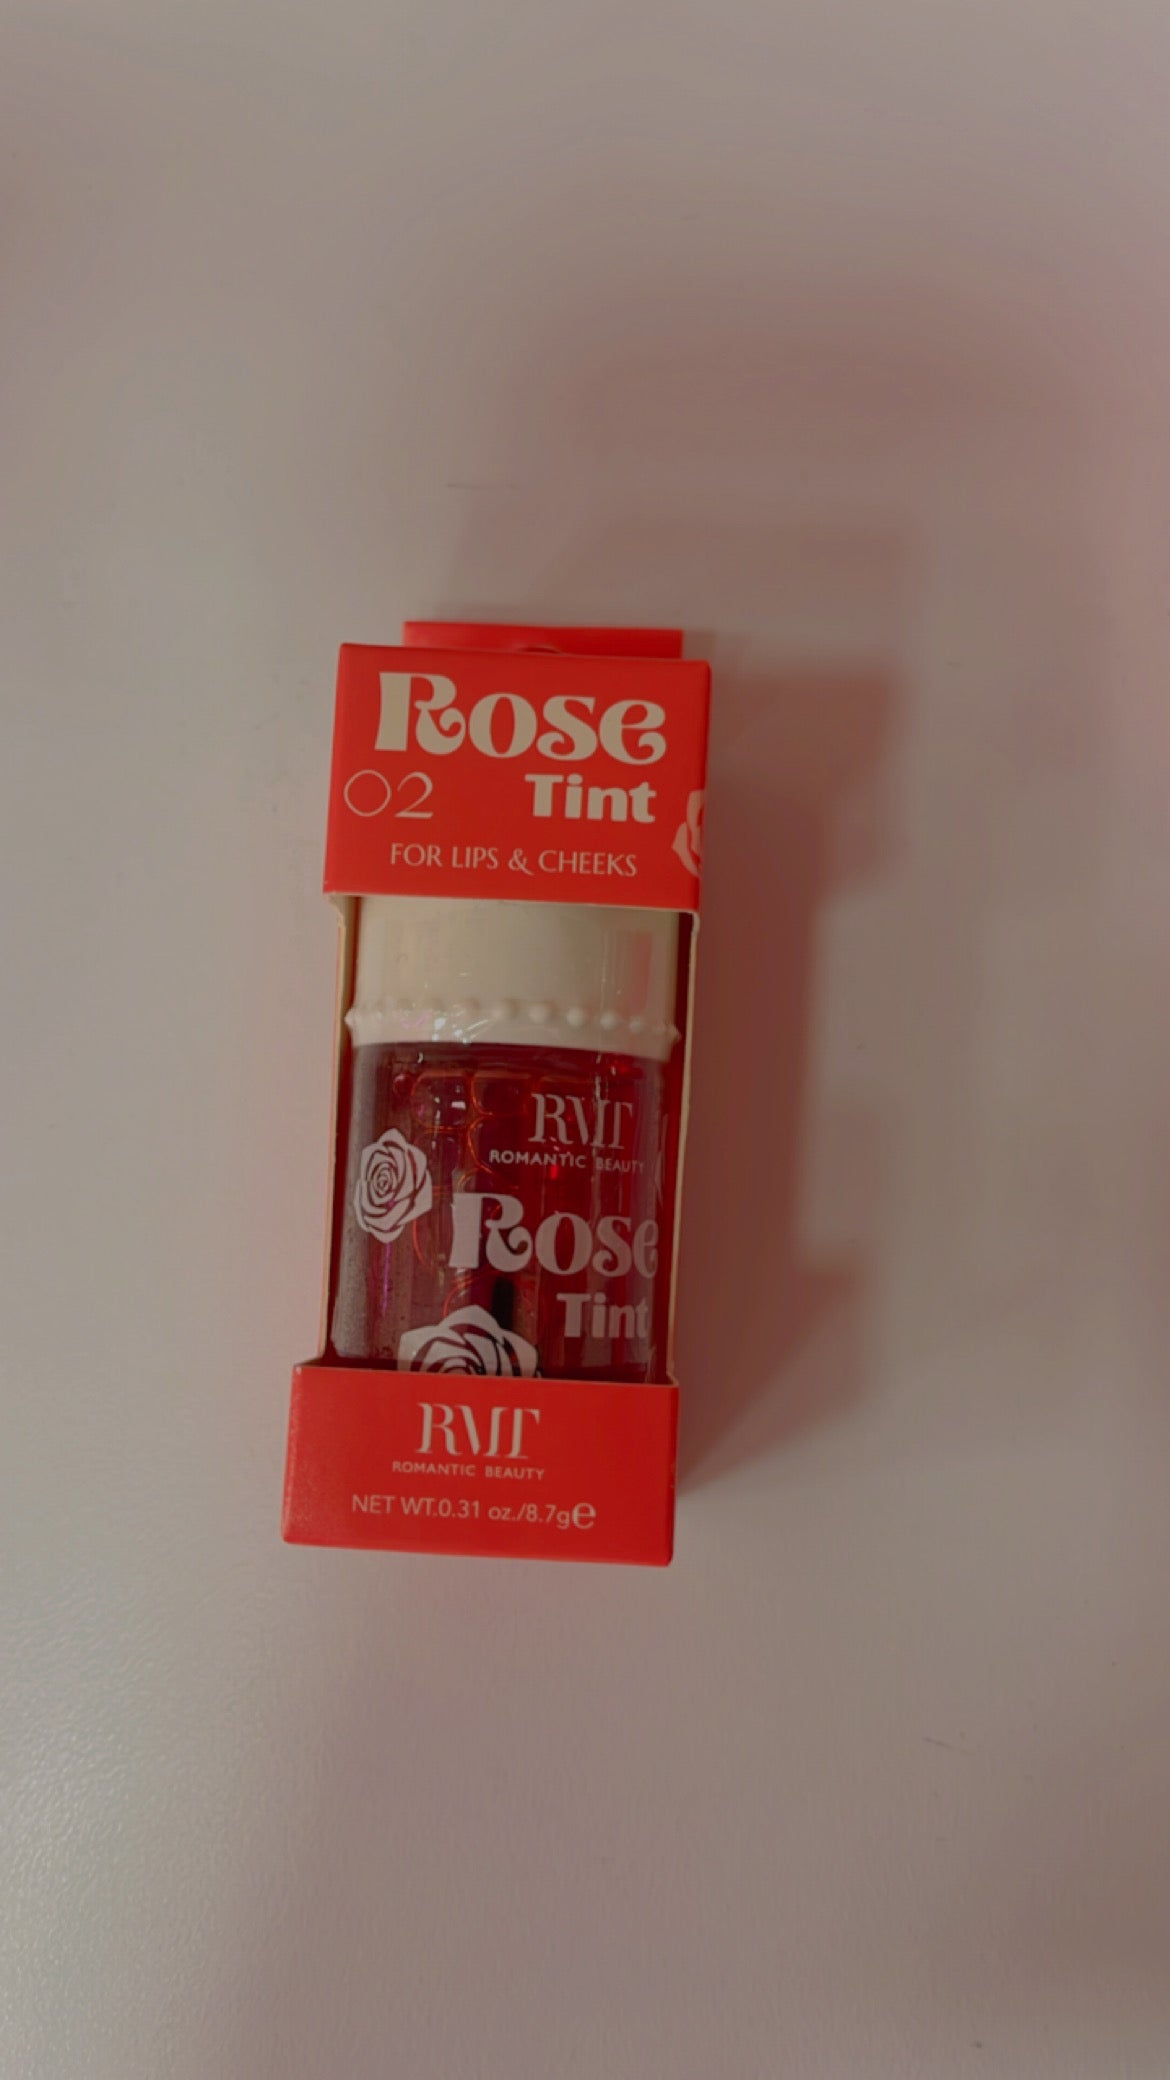 Rose
02 Tint
FOR LIPS & CHEEKS
RMT
ROMANTIC BEAUTY
Rose
Tint
RMT
ROMANTIC BEAUTY
NET WT.0.31 oz./8.7g℮